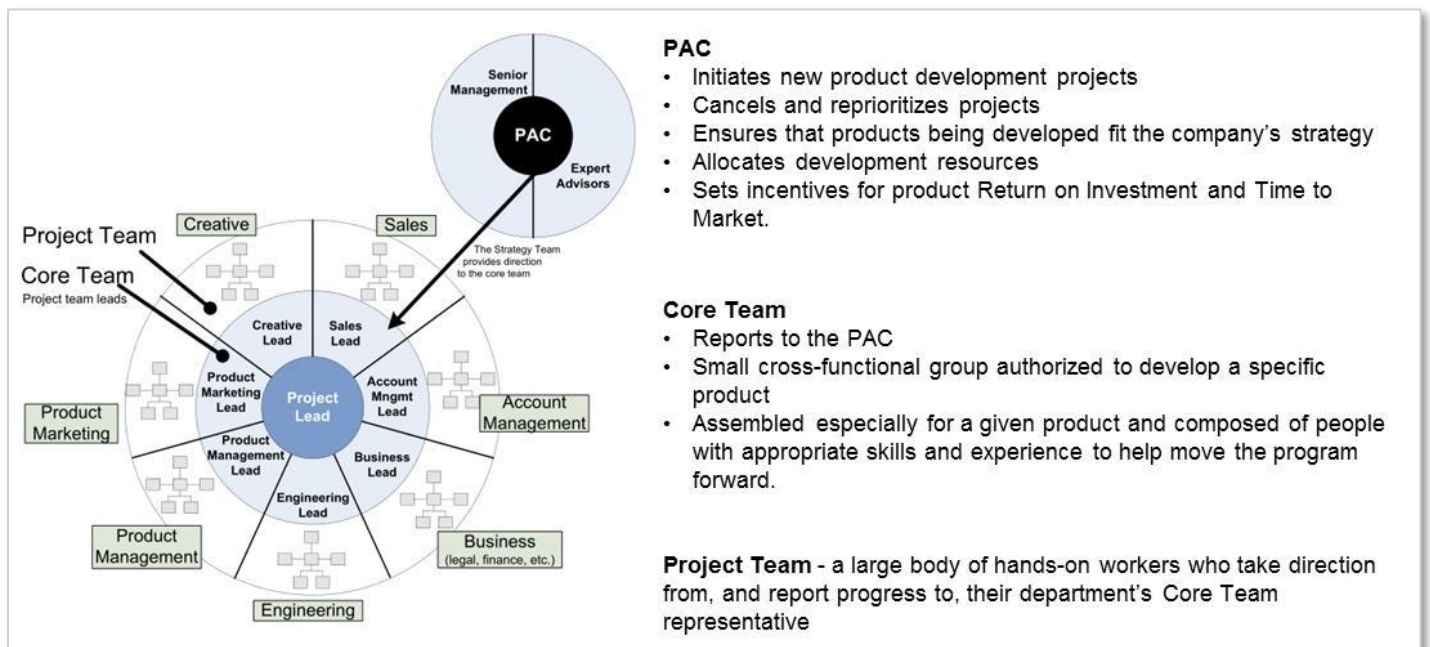 Senior
Management
PAC
Expert
Advisors
The Strategy Team
provides direction
to the core team
Project Team
Core Team
Project team leads
Creative
Sales
Creative
Lead
Sales
Lead
Product
Marketing
Lead
Project
Lead
Account
Mngmt
Lead
Product
Marketing
Account
Management
Product
Management
Lead
Business
Lead
Engineering
Lead
Product
Management
Business
(legal, finance, etc.)
Engineering
PAC
• Initiates new product development projects
• Cancels and reprioritizes projects
• Ensures that products being developed fit the company's strategy
• Allocates development resources
• Sets incentives for product Return on Investment and Time to
Market.
Core Team
• Reports to the PAC
• Small cross-functional group authorized to develop a specific
product
• Assembled especially for a given product and composed of people
with appropriate skills and experience to help move the program
forward.
Project Team - a large body of hands-on workers who take direction
from, and report progress to, their department's Core Team
representative